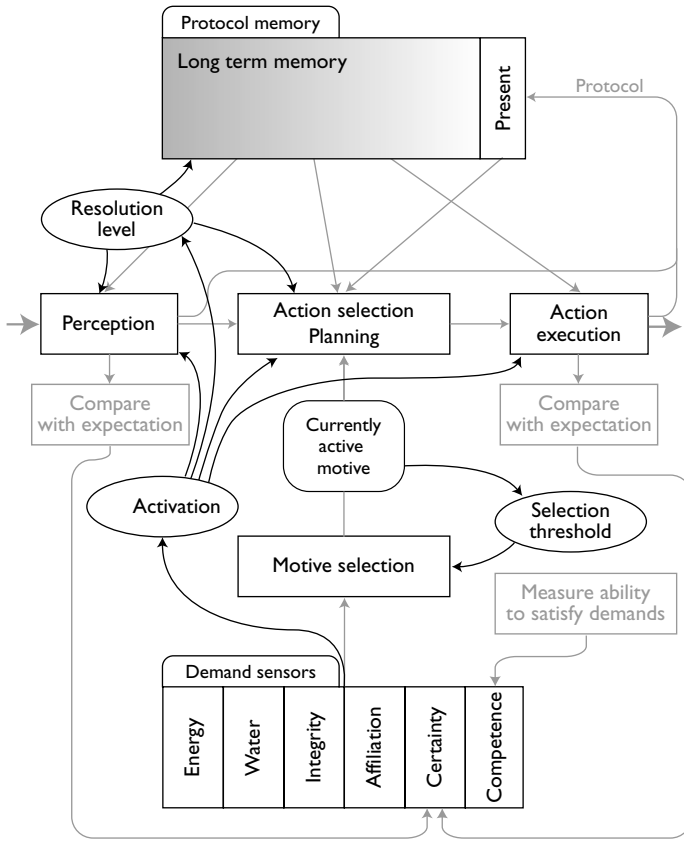 Protocol memory
Long term memory
Present
Protocol
Resolution
level
Perception
Action selection
Planning
Action
execution
Compare
with expectation
Currently
active
motive
Compare
with expectation
Activation
Selection
threshold
Motive selection
Measure ability
to satisfy demands
Demand sensors
Energy
Water
Integrity
Affiliation
Certainty
Competence